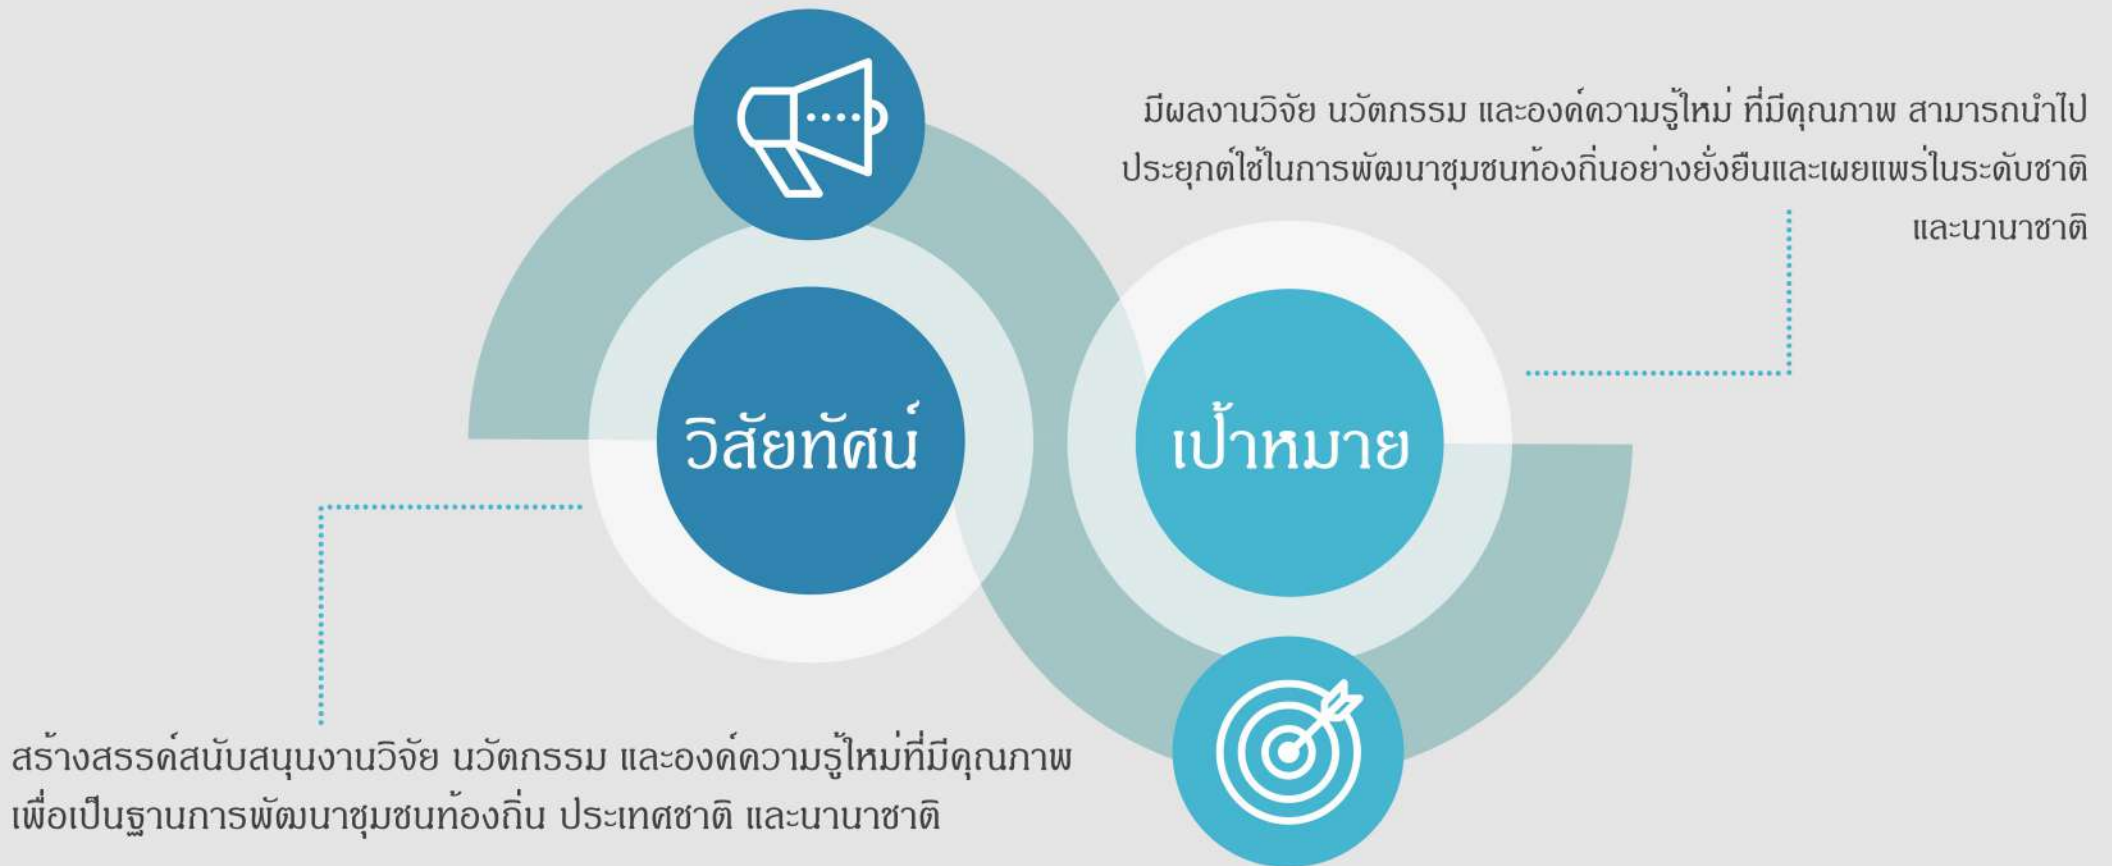 มีผลงานวิจัย นวัตกรรม และองค์ความรู้ใหม่ ที่มีคุณภาพ สามารถนำไป
ประยุกต์ใช้ในการพัฒนาชุมชนท้องถิ่นอย่างยั่งยืนและเผยแพร่ในระดับชาติ
และนานาชาติ
วิสัยทัศน์
เป้าหมาย
สร้างสรรค์สนับสนุนงานวิจัย นวัตกรรม และองค์ความรู้ใหม่ที่มีคุณภาพ
เพื่อเป็นฐานการพัฒนาชุมชนท้องถิ่น ประเทศชาติ และนานาชาติ